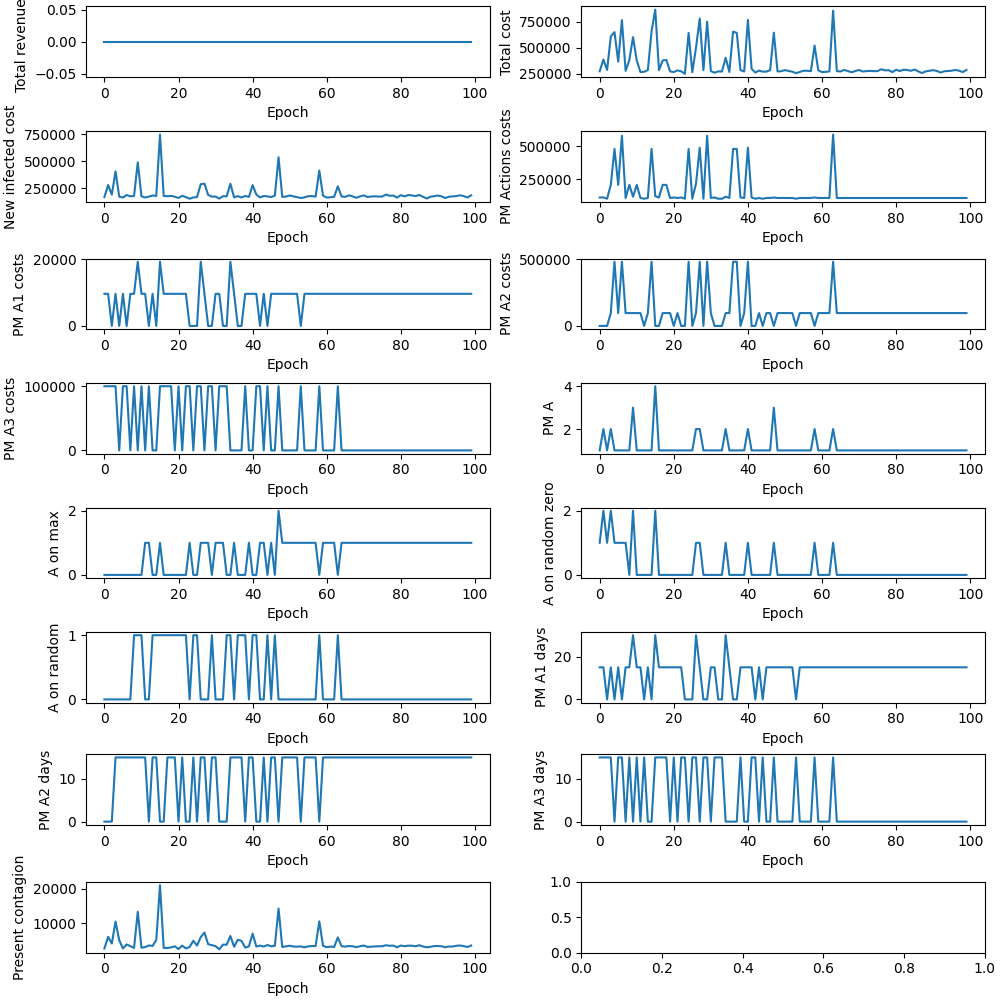 Total revenue
0.05
0.00
−0.05
0 20 40 60 80 100
Epoch
Total cost
750000
500000
250000
0 20 40 60 80 100
Epoch
New infected cost
750000
500000
250000
0 20 40 60 80 100
Epoch
PM Actions costs
500000
250000
0 20 40 60 80 100
Epoch
PM A1 costs
20000
0
0 20 40 60 80 100
Epoch
PM A2 costs
500000
0
0 20 40 60 80 100
Epoch
PM A3 costs
100000
0
0 20 40 60 80 100
Epoch
PM A
4
2
0 20 40 60 80 100
Epoch
A on max
2
0
0 20 40 60 80 100
Epoch
A on random zero
2
0
0 20 40 60 80 100
Epoch
A on random
1
0
0 20 40 60 80 100
Epoch
PM A1 days
20
0
0 20 40 60 80 100
Epoch
PM A2 days
10
0
0 20 40 60 80 100
Epoch
PM A3 days
10
0
0 20 40 60 80 100
Epoch
Present contagion
20000
10000
0 20 40 60 80 100
Epoch
1.0
0.5
0.0
0.0 0.2 0.4 0.6 0.8 1.0